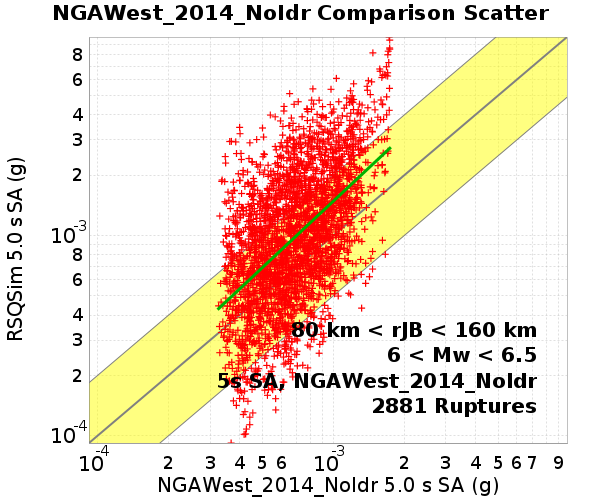 NGAWest_2014_NoIdr Comparison Scatter
RSQSim 5.0 s SA (g)
8
6
4
3
2
10-3
8
6
4
3
2
10-4
80 km < rJB < 160 km
6 < Mw < 6.5
5s SA, NGAWest_2014_NoIdr
2881 Ruptures
10-4 2 3 4 5 6 10-3 2 3 4 5 6 7 9
NGAWest_2014_NoIdr 5.0 s SA (g)